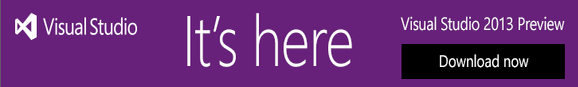 Visual Studio
It's here
Visual Studio 2013 Preview
Download now